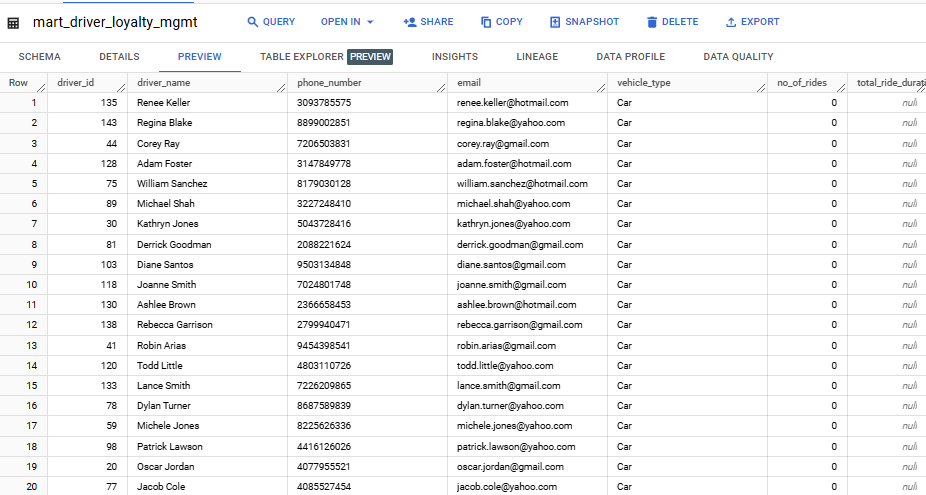 mart_driver_loyalty_mgmt QUERY OPEN IN SHARE COPY SNAPSHOT DELETE EXPORT
SCHEMA DETAILS PREVIEW TABLE EXPLORER PREVIEW INSIGHTS LINEAGE DATA PROFILE DATA QUALITY
Row driver_id driver_name phone_number email vehicle_type no_of_rides total_ride_durati
1 135 Renee Keller 3093785575 renee.keller@hotmail.com Car 0 null
2 143 Regina Blake 8899002851 regina.blake@yahoo.com Car 0 null
3 44 Corey Ray 7206503831 corey.ray@gmail.com Car 0 null
4 128 Adam Foster 3147849778 adam.foster@hotmail.com Car 0 null
5 75 William Sanchez 8179030128 william.sanchez@hotmail.com Car 0 null
6 89 Michael Shah 3227248410 michael.shah@yahoo.com Car 0 null
7 30 Kathryn Jones 5043728416 kathryn.jones@yahoo.com Car 0 null
8 81 Derrick Goodman 2088221624 derrick.goodman@gmail.com Car 0 null
9 103 Diane Santos 9503134848 diane.santos@gmail.com Car 0 null
10 118 Joanne Smith 7024801748 joanne.smith@gmail.com Car 0 null
11 130 Ashlee Brown 2366658453 ashlee.brown@hotmail.com Car 0 null
12 138 Rebecca Garrison 2799940471 rebecca.garrison@gmail.com Car 0 null
13 41 Robin Arias 9454398541 robin.arias@gmail.com Car 0 null
14 120 Todd Little 4803110726 todd.little@yahoo.com Car 0 null
15 133 Lance Smith 7226209865 lance.smith@gmail.com Car 0 null
16 78 Dylan Turner 8687589839 dylan.turner@yahoo.com Car 0 null
17 59 Michele Jones 8225626336 michele.jones@yahoo.com Car 0 null
18 98 Patrick Lawson 4416126026 patrick.lawson@yahoo.com Car 0 null
19 20 Oscar Jordan 4077955521 oscar.jordan@gmail.com Car 0 null
20 77 Jacob Cole 4085527454 jacob.cole@yahoo.com Car 0 null